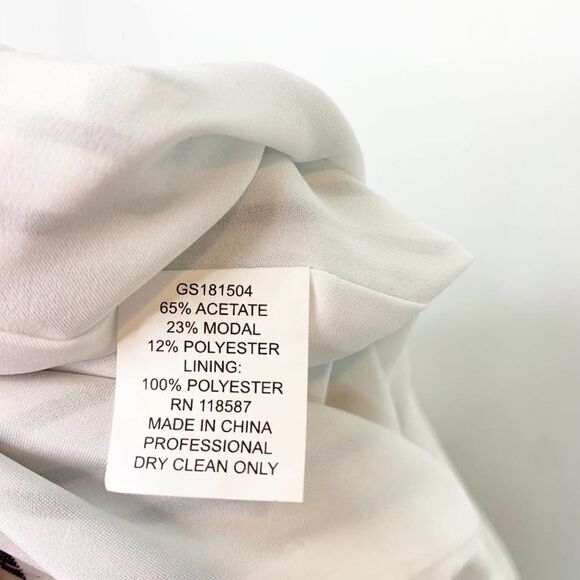 GS181504
65% ACETATE
23% MODAL
12% POLYESTER
LINING:
100% POLYESTER
RN 118587
MADE IN CHINA
PROFESSIONAL
DRY CLEAN ONLY